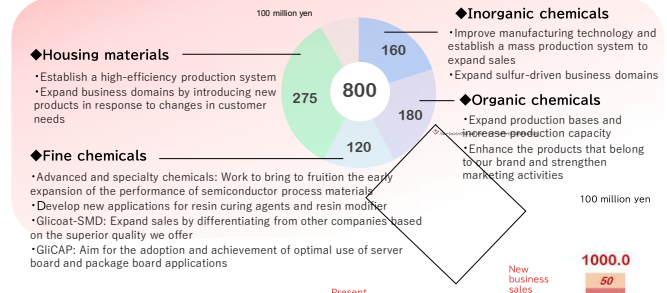 100 million yen
◆Inorganic chemicals
・Improve manufacturing technology and
establish a mass production system to
expand sales
・Expand sulfur-driven business domains
◆Housing materials
・Establish a high-efficiency production system
・Expand business domains by introducing new
products in response to changes in customer
needs
160
275
800
180
120
◆Organic chemicals
・Expand production bases and
increase production capacity
・Enhance the products that belong
to our brand and strengthen
marketing activities
◆Fine chemicals
・Advanced and specialty chemicals: Work to bring to fruition the early
expansion of the performance of semiconductor process materials
・Develop new applications for resin curing agents and resin modifier
・Glicoat-SMD: Expand sales by differentiating from other companies based
on the superior quality we offer
・GliCAP: Aim for the adoption and achievement of optimal use of server
board and package board applications
100 million yen
1000.0
New
business
sales
50
Present